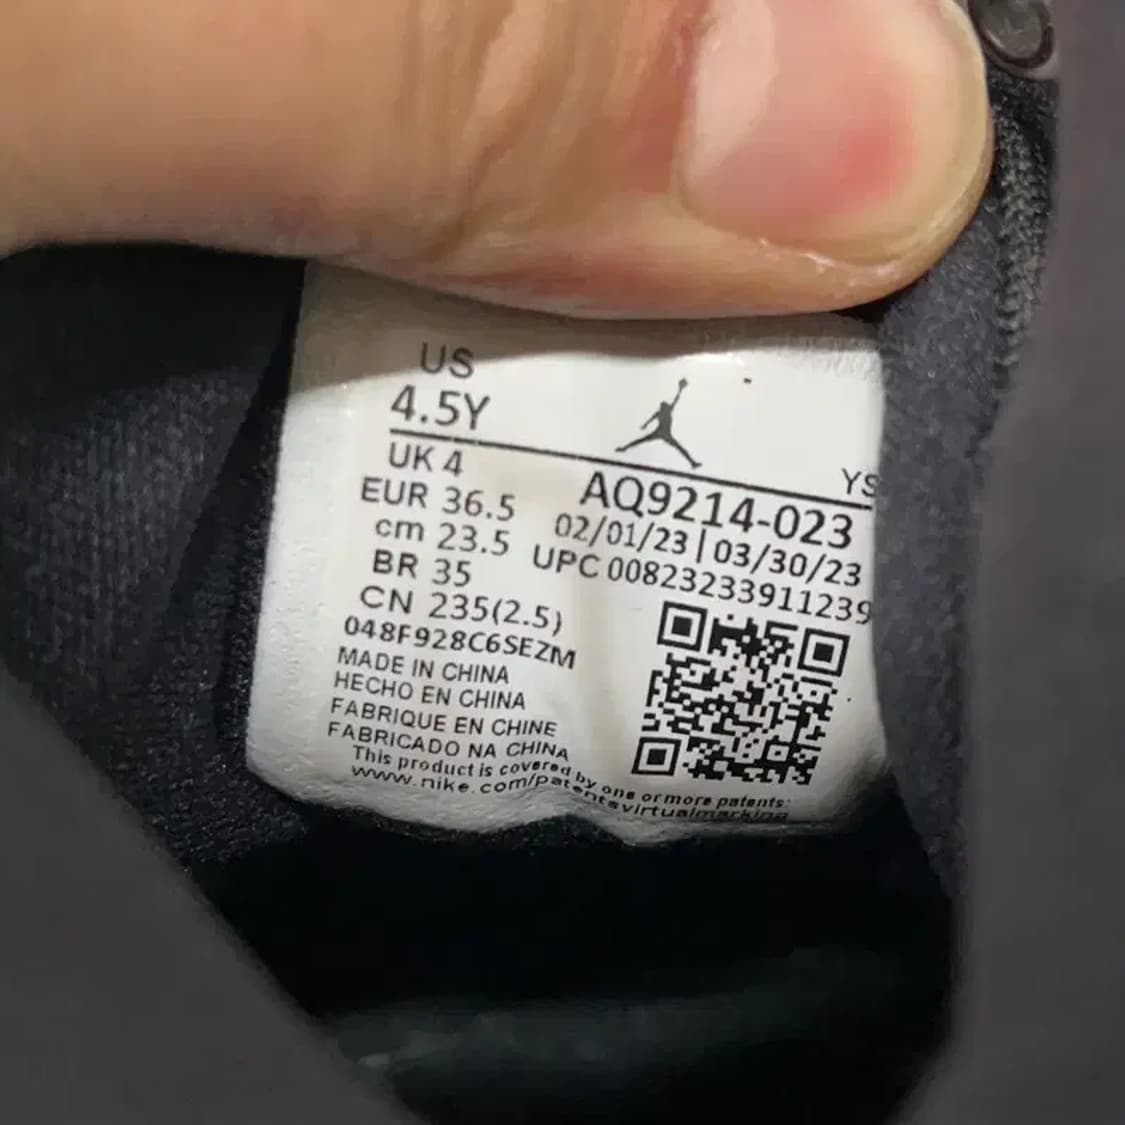 US
4.5Y
YS
UK 4
EUR 36.5
cm 23.5
BR 35
CN 235(2.5)
AQ9214-023
02/01/23 | 03/30/23
UPC 00823233911239
048F928C6SEZM
MADE IN CHINA
HECHO EN CHINA
FABRIQUE EN CHINE
FABRICADO NA CHINA
This product is covered by one or more patents:
www.nike.com/patentsvirtualmarking